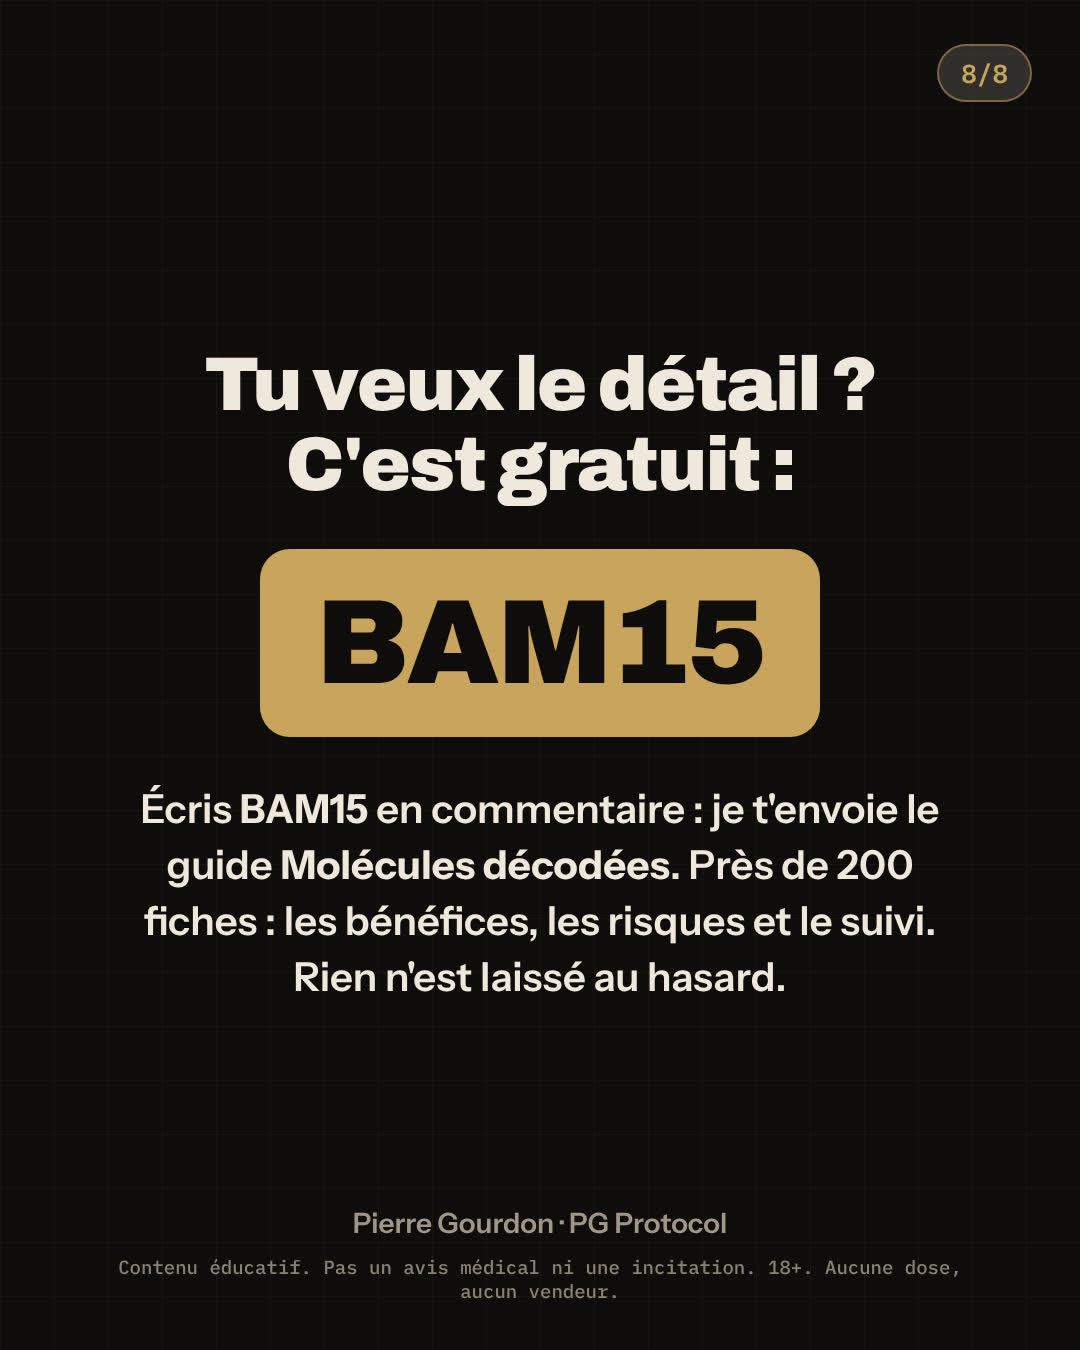 8/8
Tu veux le détail ?
C'est gratuit :
BAM15
Écris BAM15 en commentaire : je t'envoie le
guide Molécules décodées. Près de 200
fiches : les bénéfices, les risques et le suivi.
Rien n'est laissé au hasard.
Pierre Gourdon · PG Protocol
Contenu éducatif. Pas un avis médical ni une incitation. 18+. Aucune dose,
aucun vendeur.